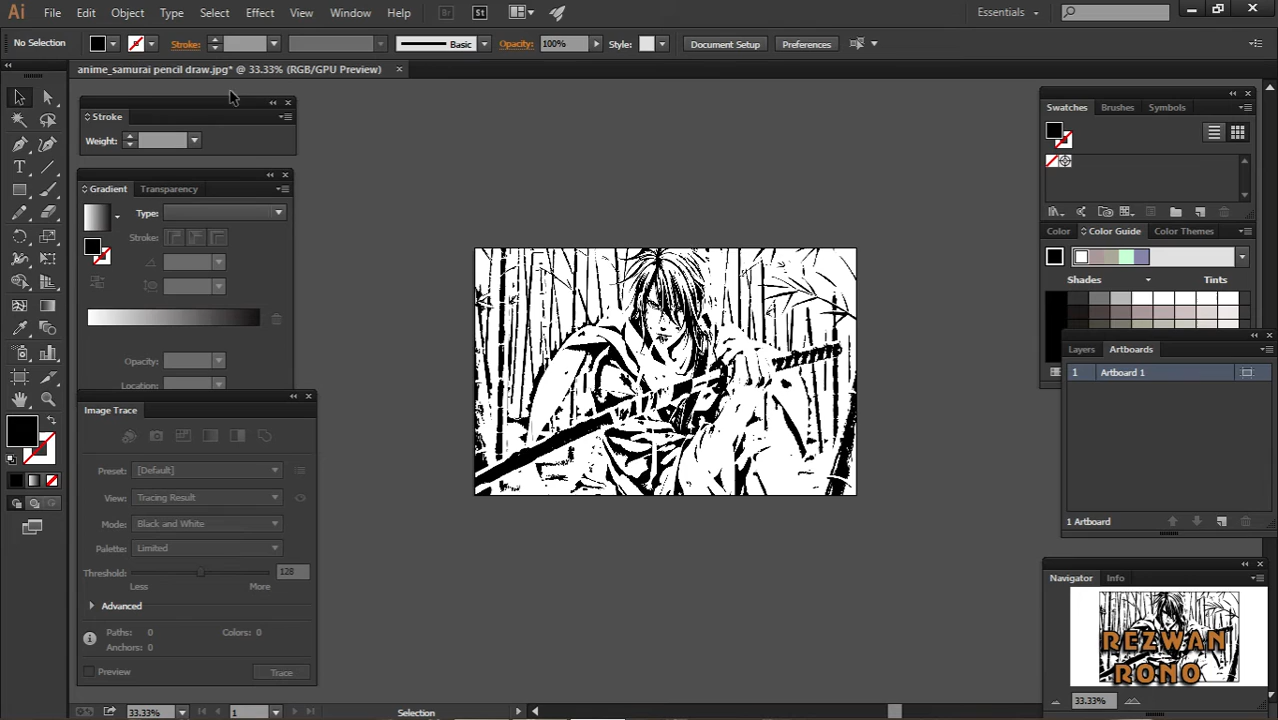 Ai File Edit Type Select Effect View Window Help Br St Essentials
No Selection Stroke: Basic Opacity: 100% Style: Document Setup Preferences
anime_samurai pencil draw.jpg* @ 33.33% (RGB/GPU Preview)
Stroke
Weight:
Gradient Transparency
Type:
Stroke:
Opacity:
Location:
Image Trace
Preset: [Default]
View: Tracing Result
Mode: Black and White
Palette: Limited
Threshold: 128
Less More
Advanced
Paths: 0 Colors: 0
Anchors: 0
Preview Trace
Swatches Brushes Symbols
Color Color Guide Color Themes
Shades Tints
Layers Artboards
1 Artboard 1
1 Artboard
Navigator Info
REZWAN
RONO
33.33%
33.33% 1 Selection